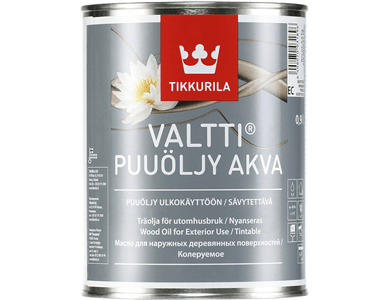 TIKKURILA
EC
0,9
VALTTI®
PUUÖLJY AKVA
PUUÖLJY ULKOKÄYTTÖÖN / SÄVYTETTÄVÄ
Träolja för utomhusbruk / Nyanseras
Wood Oil for Exterior Use / Tintable
Масло для наружных деревянных поверхностей /
Колеруемое